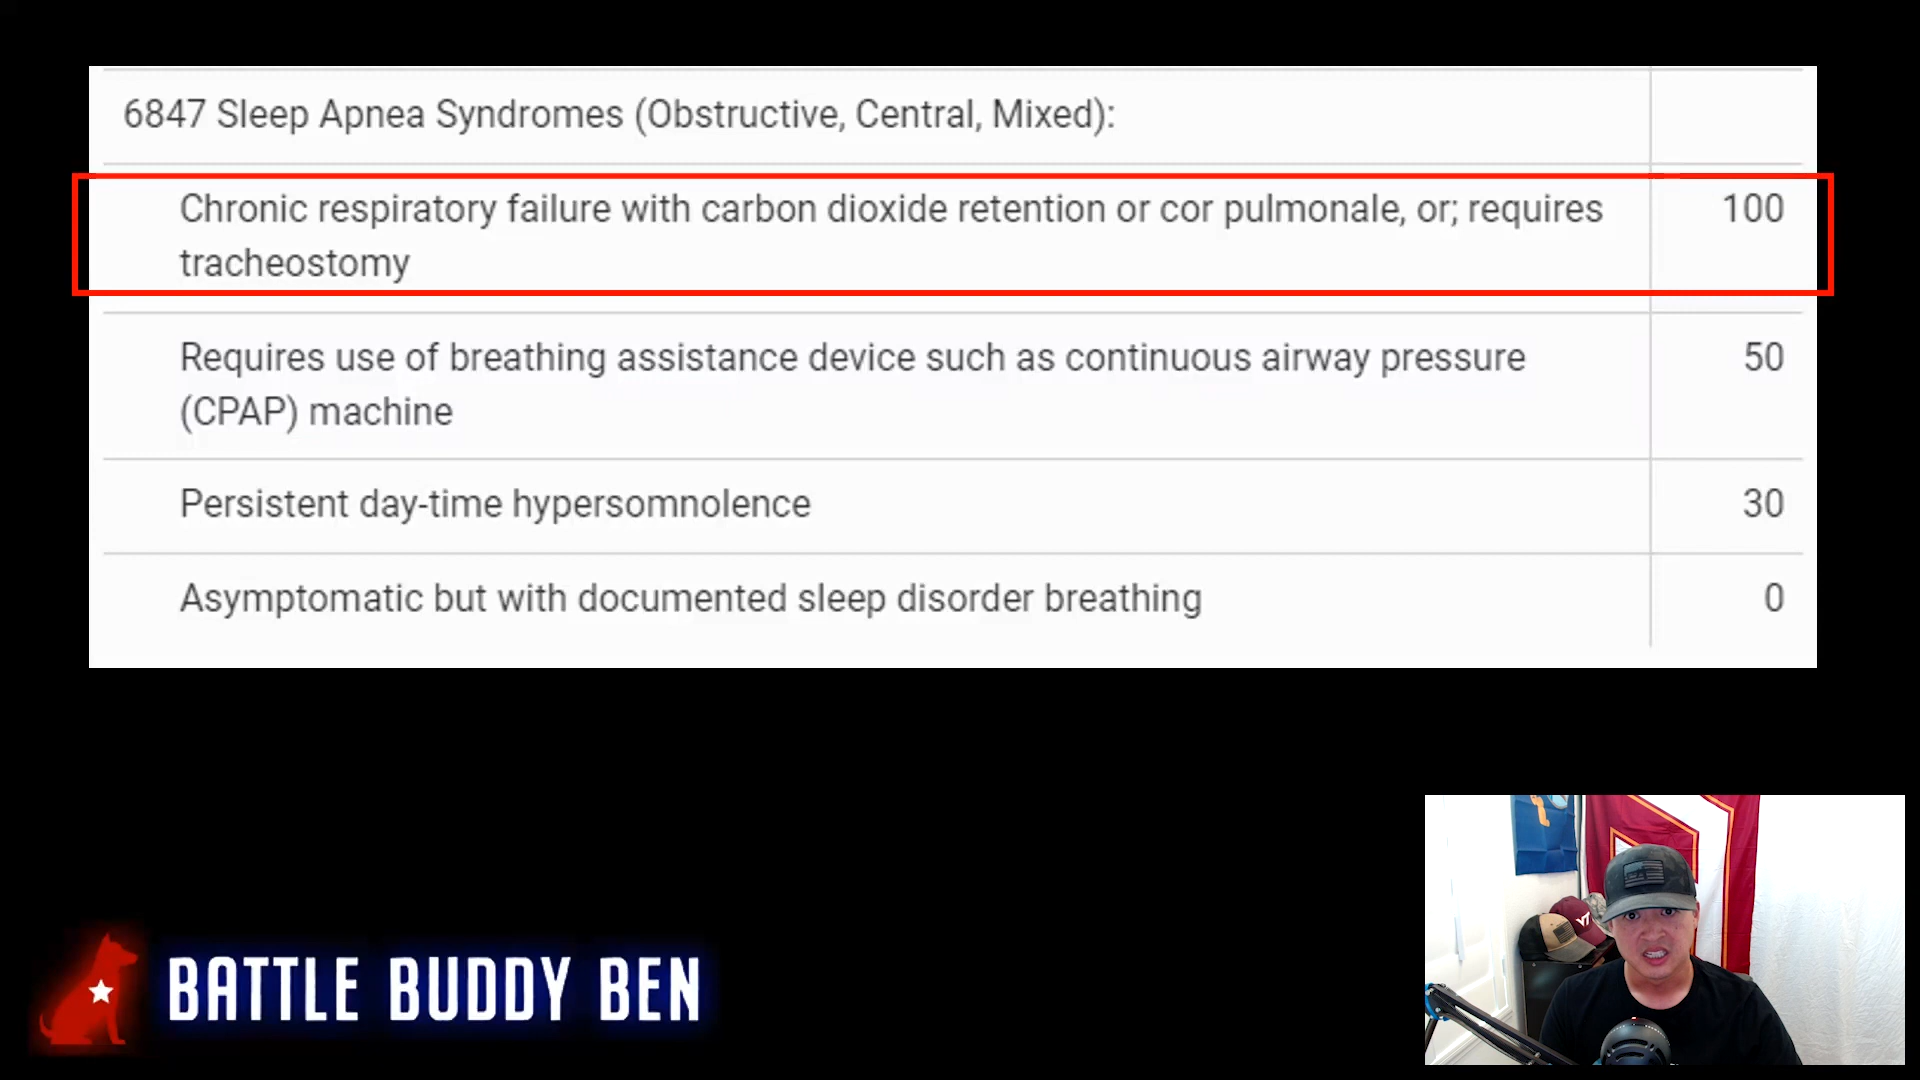 6847 Sleep Apnea Syndromes (Obstructive, Central, Mixed):
Chronic respiratory failure with carbon dioxide retention or cor pulmonale, or; requires 100
tracheostomy
Requires use of breathing assistance device such as continuous airway pressure 50
(CPAP) machine
Persistent day-time hypersomnolence 30
Asymptomatic but with documented sleep disorder breathing 0
BATTLE BUDDY BEN
VT